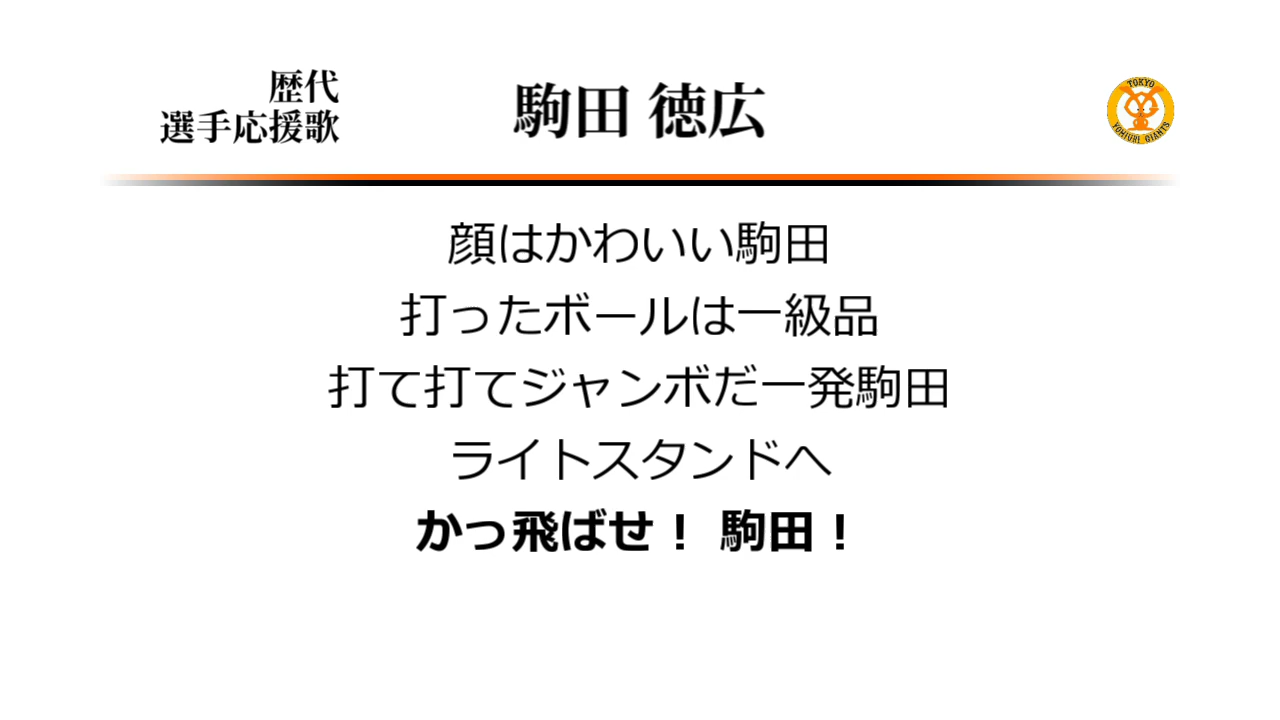 歴代
選手応援歌
駒田 徳広
TOKYO
YOMIURI GIANTS
顔はかわいい駒田
打ったボールは一級品
打て打てジャンボだ一発駒田
ライトスタンドへ
かっ飛ばせ！ 駒田！